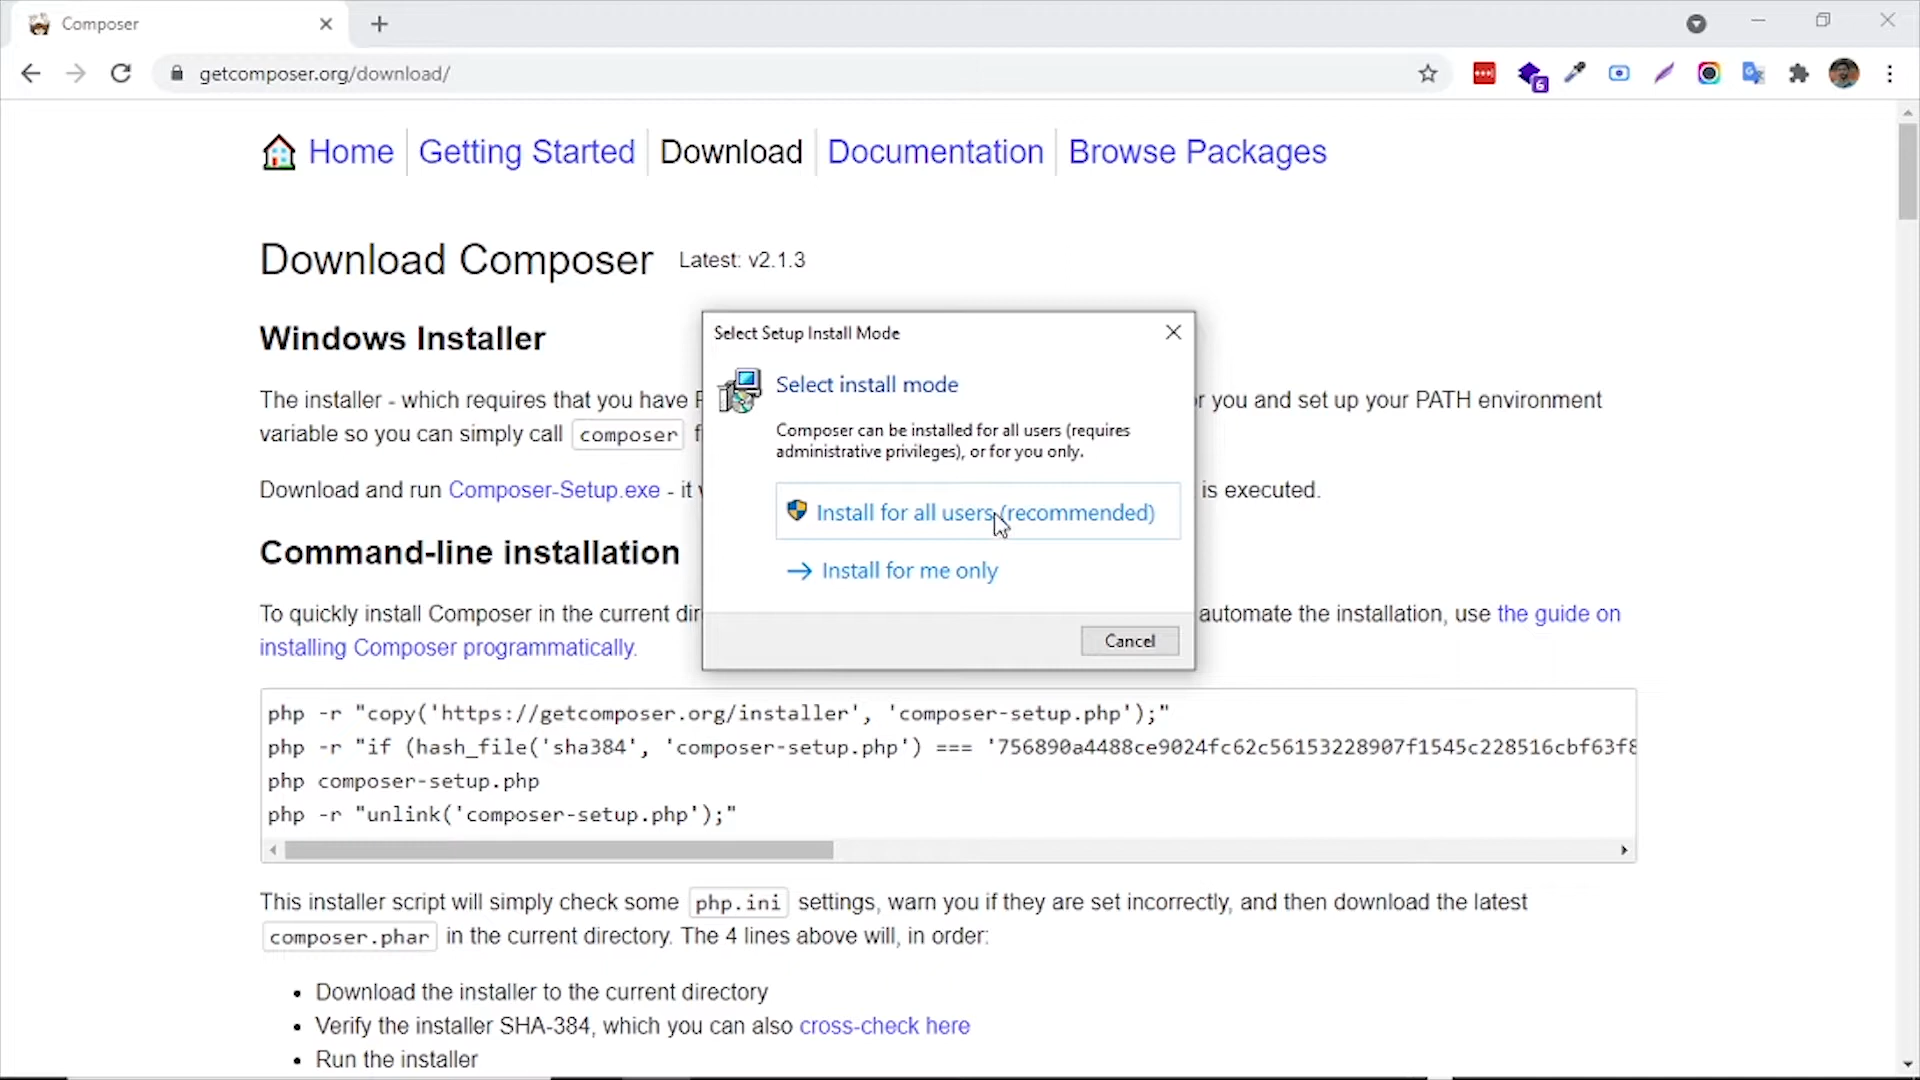 Composer
getcomposer.org/download/
6
Home
Getting Started
Download
Documentation
Browse Packages
Download Composer
Latest: v2.1.3
Windows Installer
The installer - which requires that you have
r you and set up your PATH environment
variable so you can simply call composer f
Download and run Composer-Setup.exe - it
is executed.
Select Setup Install Mode
Select install mode
Composer can be installed for all users (requires
administrative privileges), or for you only.
Install for all users (recommended)
Install for me only
Cancel
Command-line installation
To quickly install Composer in the current dir
automate the installation, use the guide on
installing Composer programmatically.
php -r "copy('https://getcomposer.org/installer', 'composer-setup.php');"
php -r "if (hash_file('sha384', 'composer-setup.php') === '756890a4488ce9024fc62c56153228907f1545c228516cbf63f8
php composer-setup.php
php -r "unlink('composer-setup.php');"
This installer script will simply check some php.ini settings, warn you if they are set incorrectly, and then download the latest
composer.phar in the current directory. The 4 lines above will, in order:
• Download the installer to the current directory
• Verify the installer SHA-384, which you can also cross-check here
• Run the installer